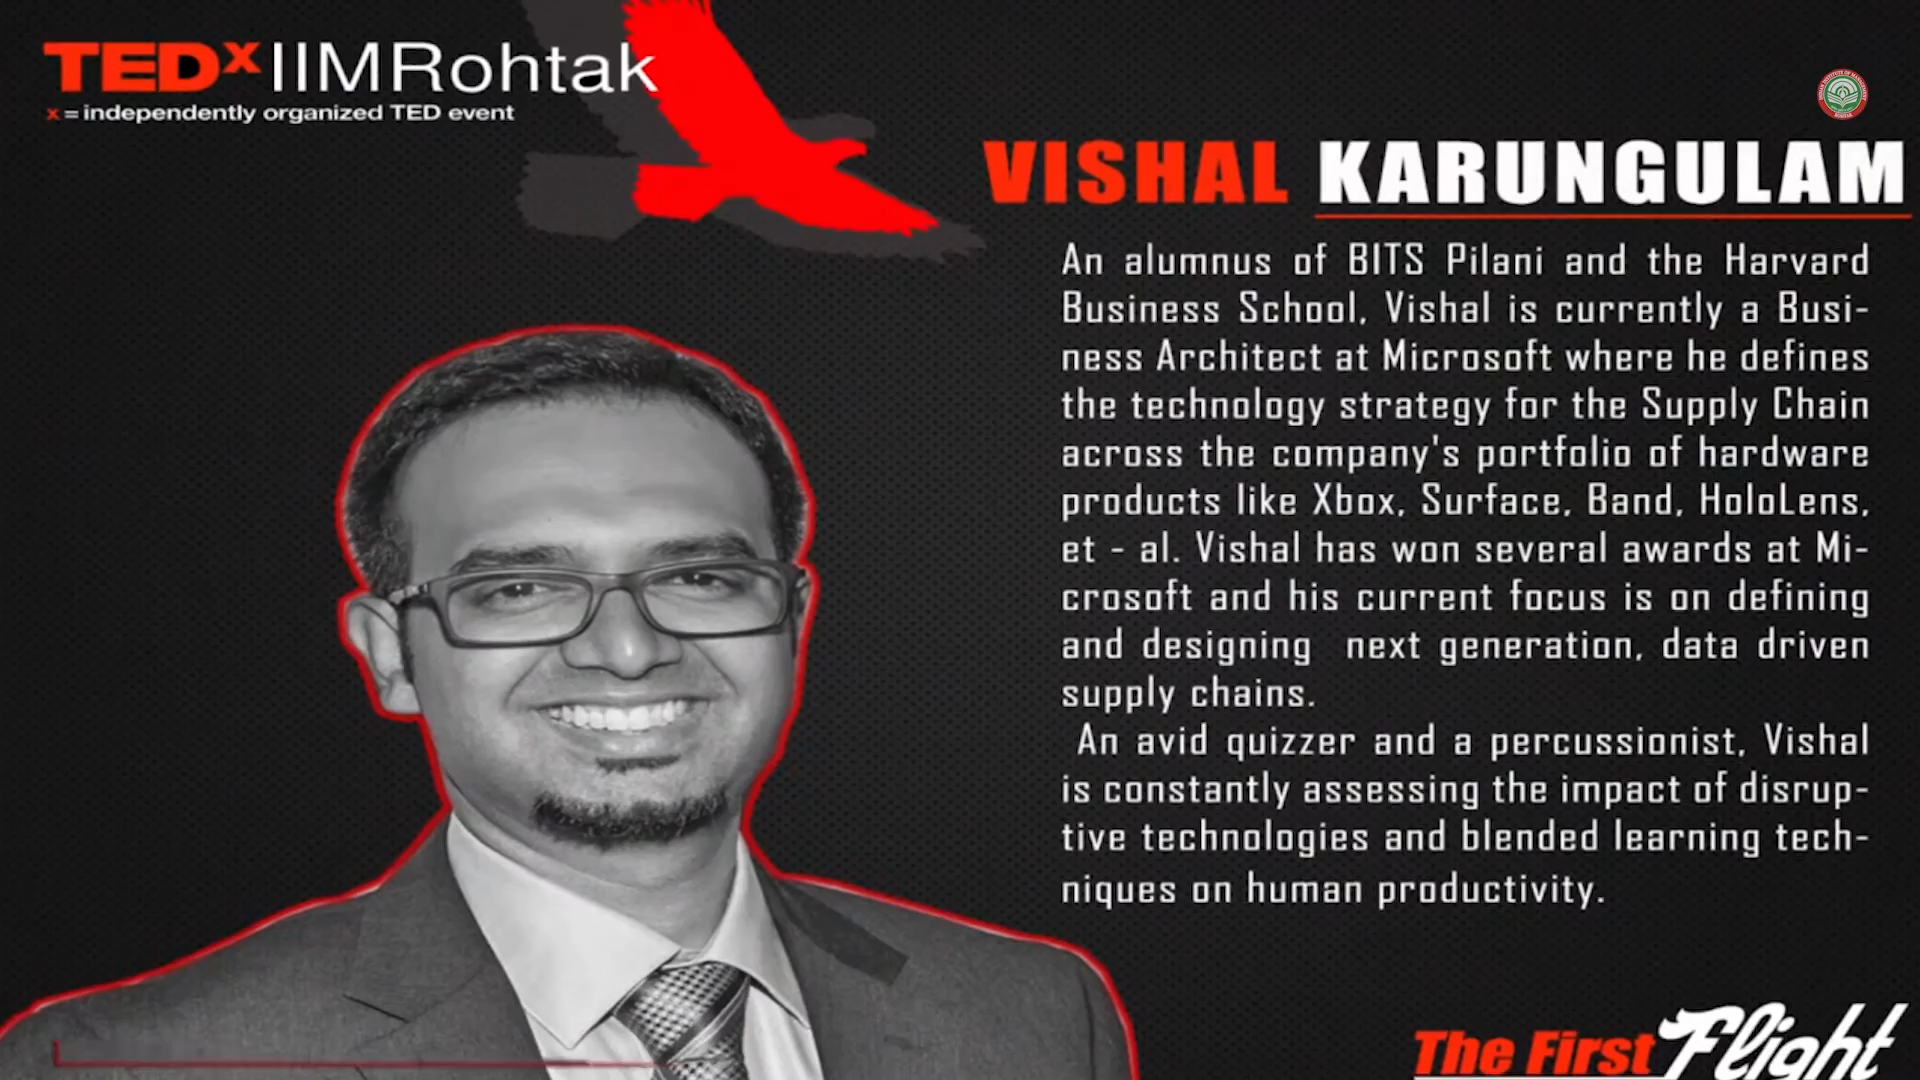 TEDxIIMRohtak
x = independently organized TED event
VISHAL KARUNGULAM
An alumnus of BITS Pilani and the Harvard
Business School, Vishal is currently a Busi-
ness Architect at Microsoft where he defines
the technology strategy for the Supply Chain
across the company's portfolio of hardware
products like Xbox, Surface, Band, HoloLens,
et - al. Vishal has won several awards at Mi-
crosoft and his current focus is on defining
and designing next generation, data driven
supply chains.
An avid quizzer and a percussionist, Vishal
is constantly assessing the impact of disrup-
tive technologies and blended learning tech-
niques on human productivity.
The First Flight